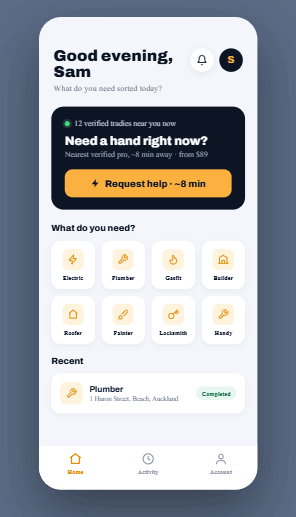 Good evening,
Sam
S
What do you need sorted today?
12 verified tradies near you now
Need a hand right now?
Nearest verified pro, ~8 min away · from $89
Request help · ~8 min
What do you need?
Electric
Plumber
Gasfit
Builder
Roofer
Painter
Locksmith
Handy
Recent
Plumber
1 Huron Street, Beach, Auckland
Completed
Home
Activity
Account